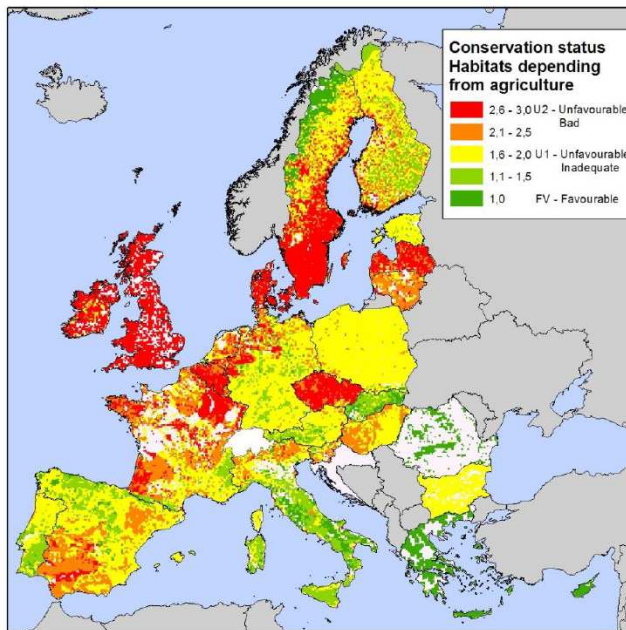 Conservation status
Habitats depending
from agriculture
2,6 - 3,0 U2 - Unfavourable
Bad
2,1 - 2,5
1,6 - 2,0 U1 - Unfavourable
Inadequate
1,1 - 1,5
1,0 FV - Favourable